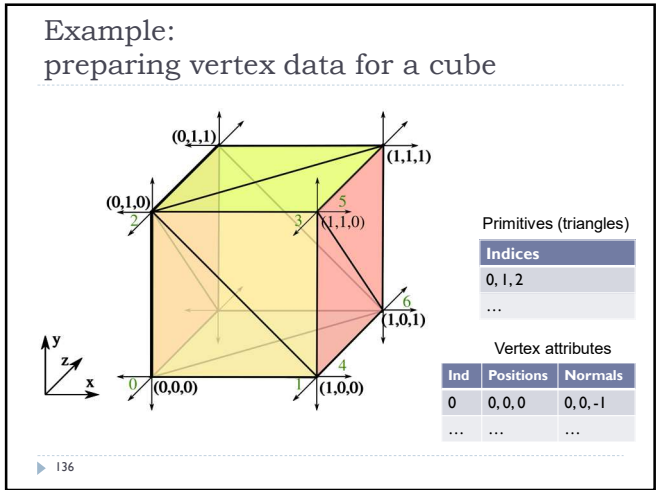 Example:
preparing vertex data for a cube
(0,1,1)
(1,1,1)
(0,1,0)
5
2
3
(1,1,0)
6
(1,0,1)
y
z
x
0
(0,0,0)
1
4
(1,0,0)
Primitives (triangles)
Indices
0, 1, 2
…
Vertex attributes
Ind Positions Normals
0 0, 0, 0 0, 0, -1
… … …
136